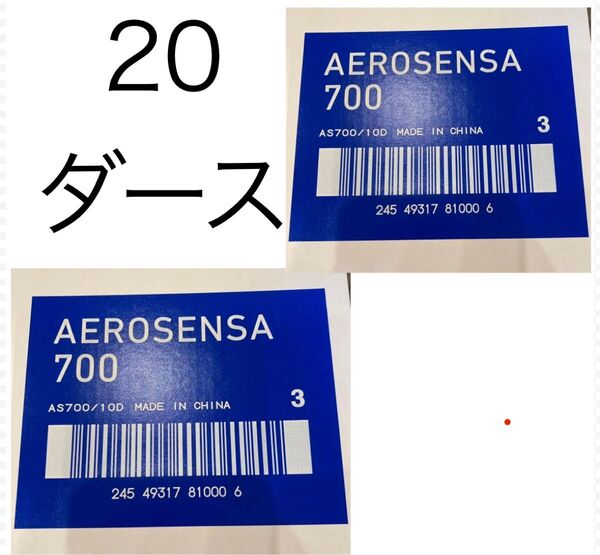 20
ダース
AEROSENSA
700
AS700/10D MADE IN CHINA
3
245 49317 81000 6
AEROSENSA
700
AS700/10D MADE IN CHINA
3
245 49317 81000 6